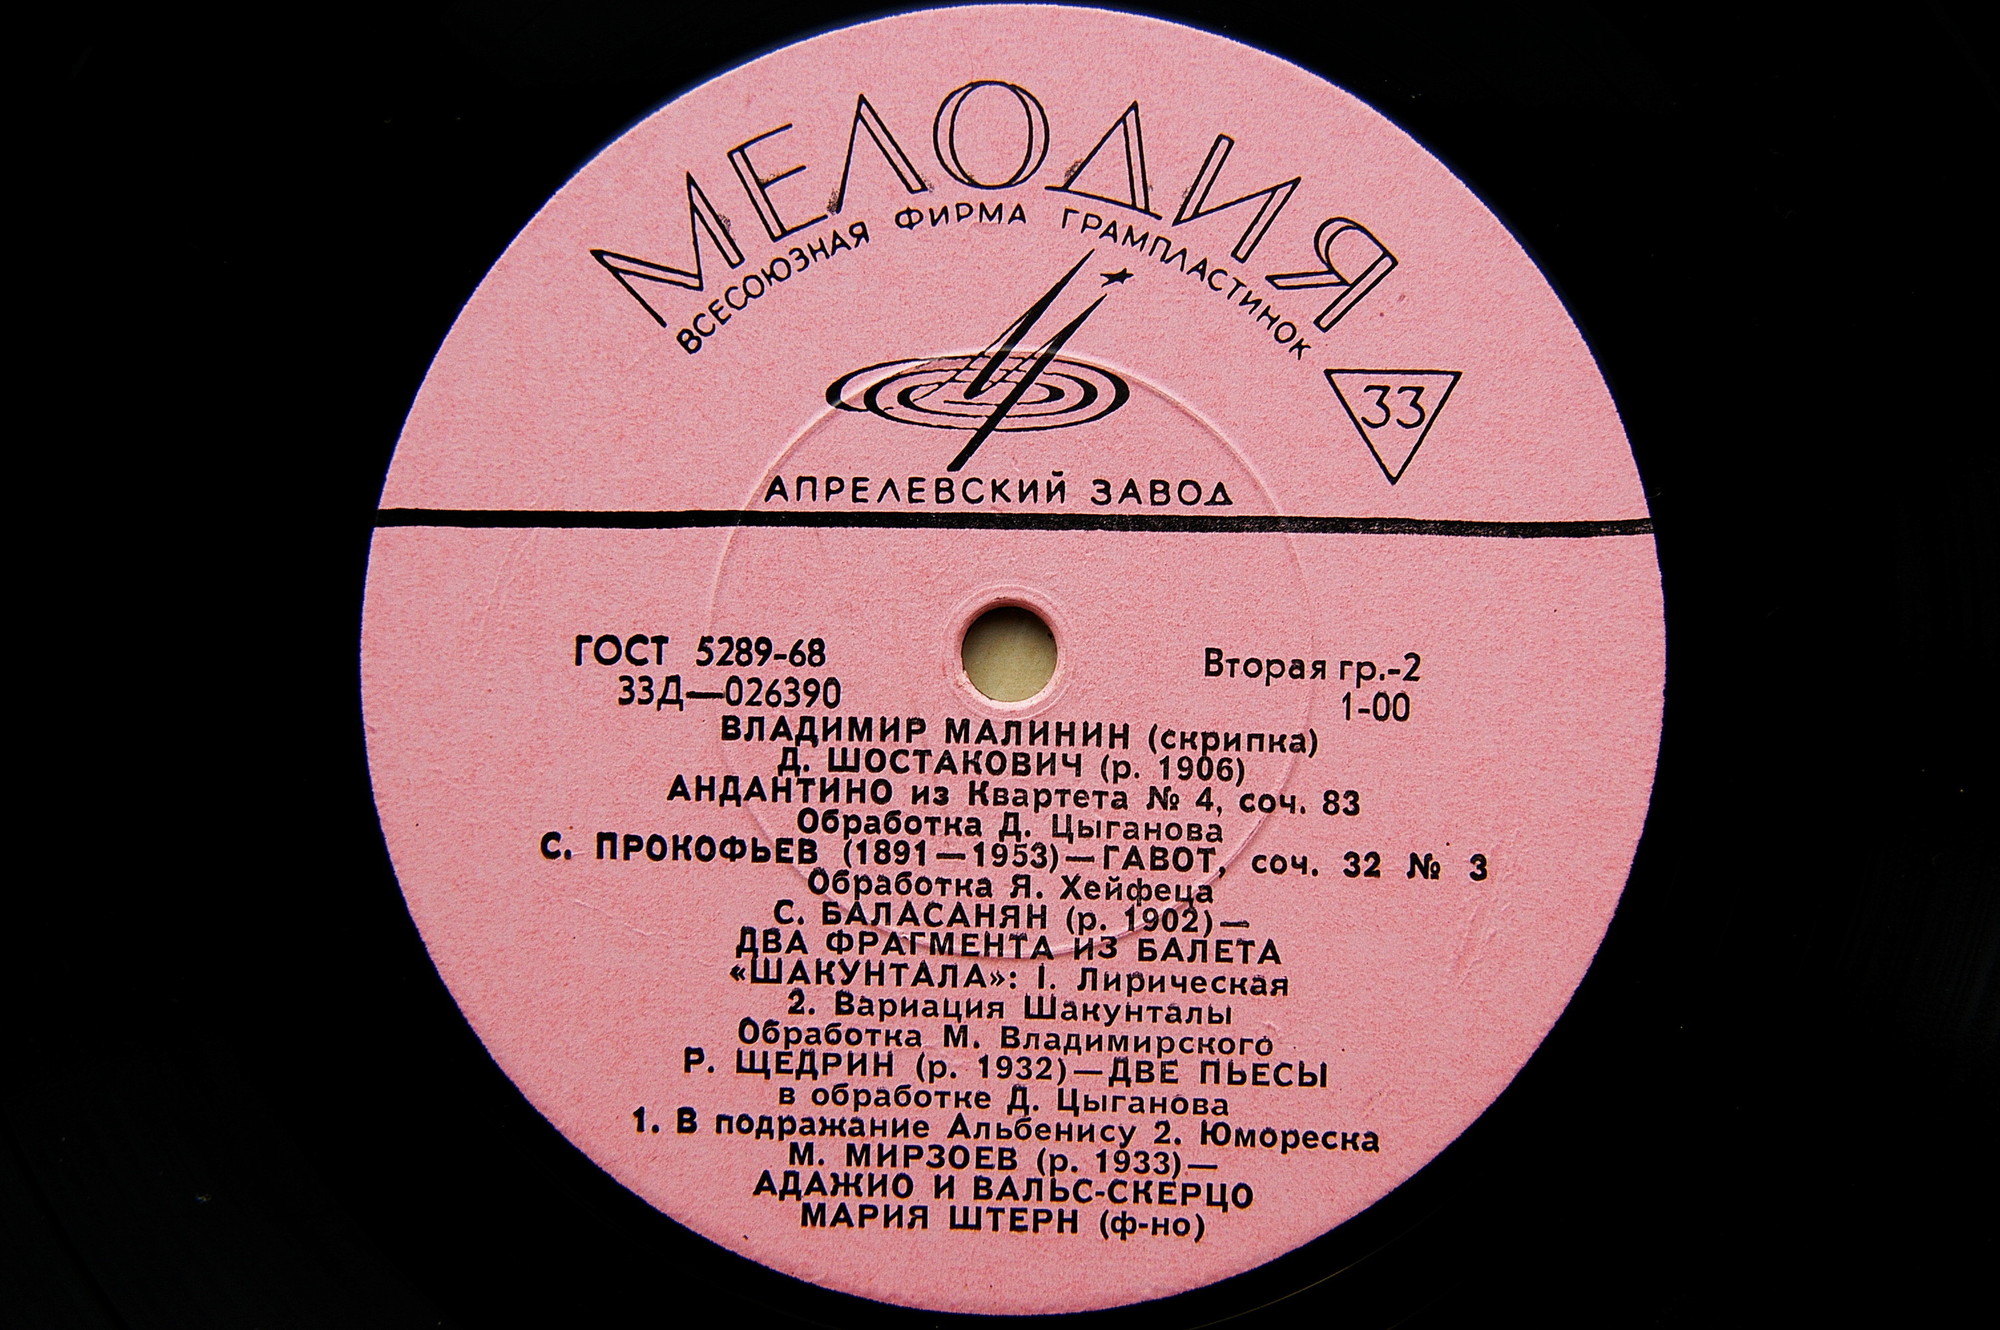 МЕЛОДИЯ
ВСЕСОЮЗНАЯ ФИРМА ГРАМПЛАСТИНОК
33
АПРЕЛЕВСКИЙ ЗАВОД
ГОСТ 5289-68
33Д—026390
Вторая гр.-2
1-00
ВЛАДИМИР МАЛИНИН (скрипка)
Д. ШОСТАКОВИЧ (р. 1906)
АНДАНТИНО из Квартета № 4, соч. 83
Обработка Д. Цыганова
С. ПРОКОФЬЕВ (1891—1953)—ГАВОТ, соч. 32 № 3
Обработка Я. Хейфеца
С. БАЛАСАНЯН (р. 1902)—
ДВА ФРАГМЕНТА ИЗ БАЛЕТА
«ШАКУНТАЛА»: 1. Лирическая
2. Вариация Шакунталы
Обработка М. Владимирского
Р. ЩЕДРИН (р. 1932)—ДВЕ ПЬЕСЫ
в обработке Д. Цыганова
1. В подражание Альбенису 2. Юмореска
М. МИРЗОЕВ (р. 1933)—
АДАЖИО И ВАЛЬС-СКЕРЦО
МАРИЯ ШТЕРН (ф-но)